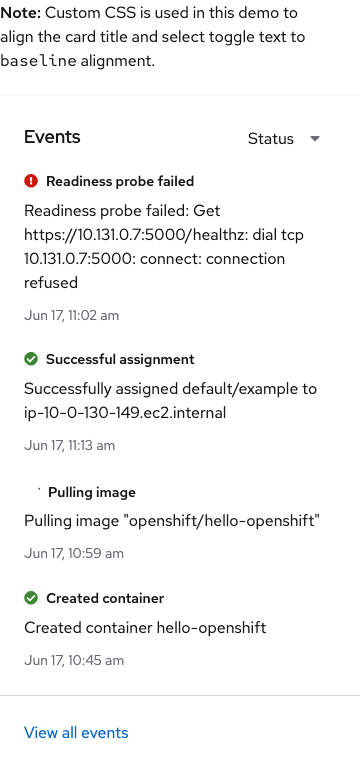 Note: Custom CSS is used in this demo to
align the card title and select toggle text to
baseline alignment.
Events
Status
Readiness probe failed
Readiness probe failed: Get
https://10.131.0.7:5000/healthz: dial tcp
10.131.0.7:5000: connect: connection
refused
Jun 17, 11:02 am
Successful assignment
Successfully assigned default/example to
ip-10-0-130-149.ec2.internal
Jun 17, 11:13 am
Pulling image
Pulling image "openshift/hello-openshift"
Jun 17, 10:59 am
Created container
Created container hello-openshift
Jun 17, 10:45 am
View all events